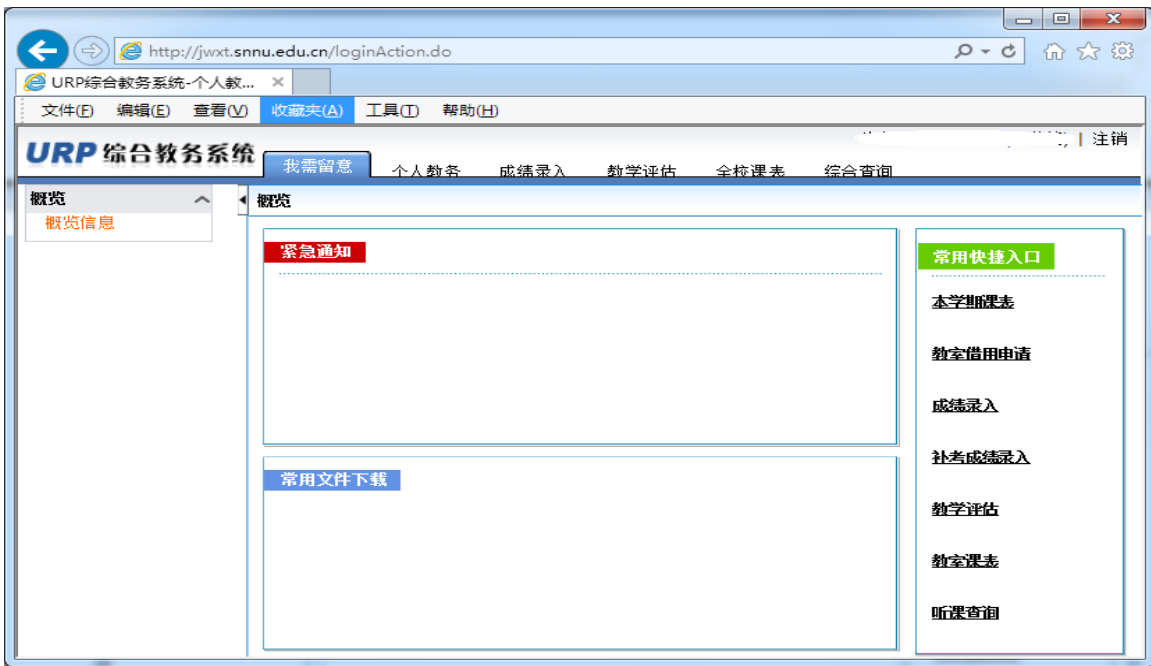 http://jwxt.snnu.edu.cn/loginAction.do
URP综合教务系统-个人教...
文件(F) 编辑(E) 查看(V) 收藏夹(A) 工具(T) 帮助(H)
注销
URP 综合教务系统
我需留意 个人教务 成绩录入 教学评估 全校课表 综合查询
概览
概览信息
概览
紧急通知
常用文件下载
常用快捷入口
本学期课表
教室借用申请
成绩录入
补考成绩录入
教学评估
教室课表
听课查询